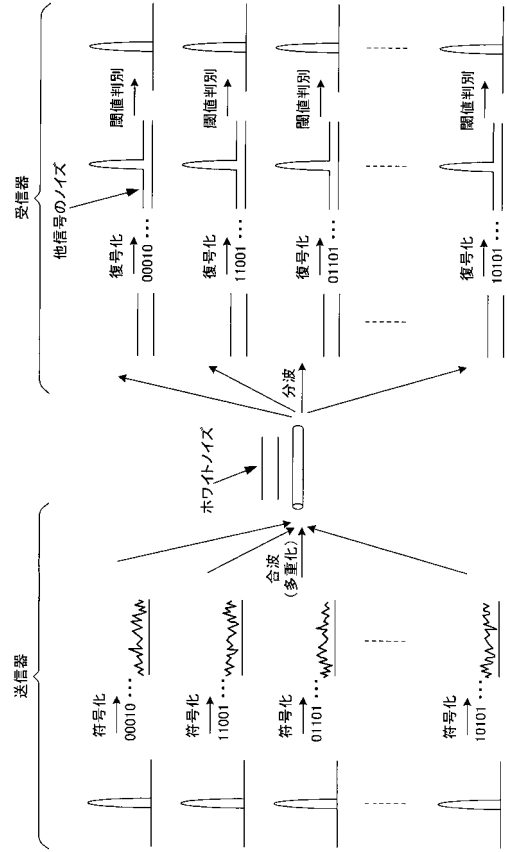 送信器
受信器
符号化
00010 •••
符号化
11001 •••
符号化
01101 •••
符号化
10101 •••
合波
(多重化)
ホワイトノイズ
分波
他信号のノイズ
復号化
00010 •••
閾値判別
復号化
11001 •••
閾値判別
復号化
01101 •••
閾値判別
復号化
10101 •••
閾値判別